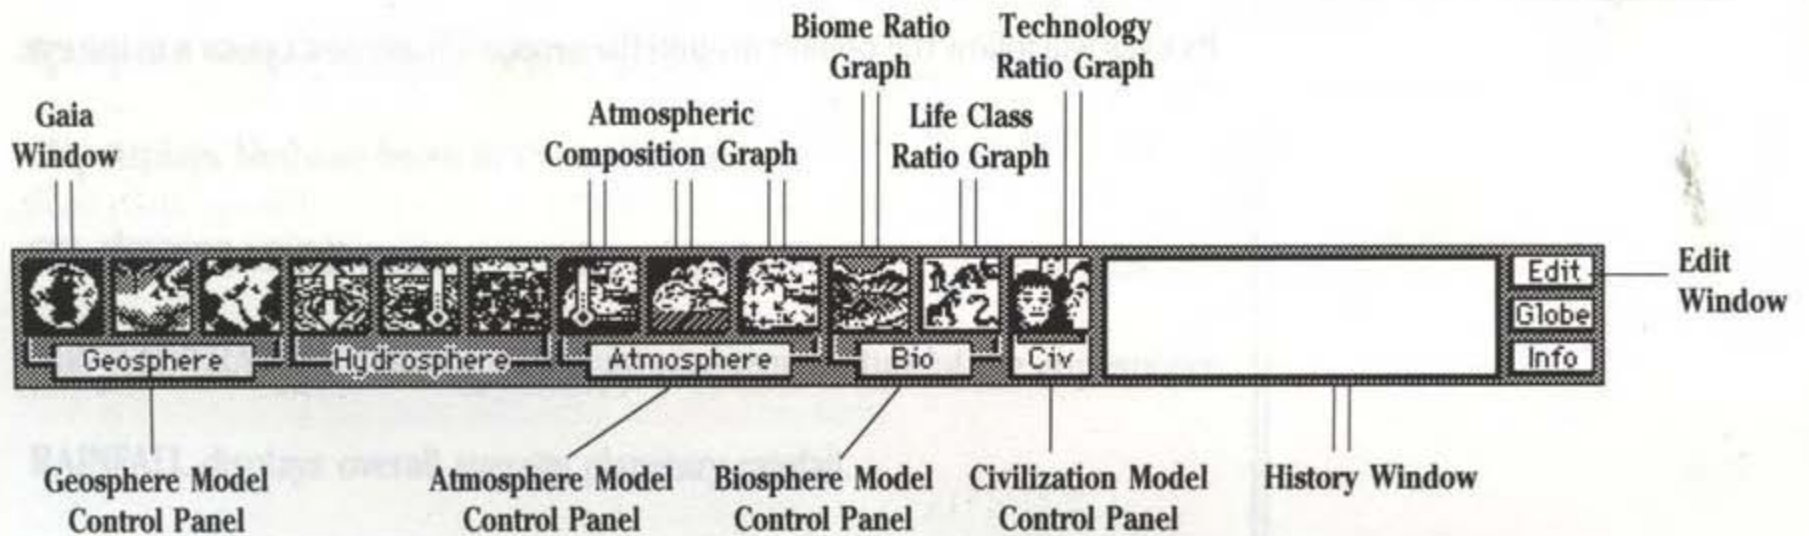 Biome Ratio
Graph
Technology
Ratio Graph
Gaia
Window
Atmospheric
Composition Graph
Life Class
Ratio Graph
Edit
Globe
Info
Edit
Window
Geosphere
Hydrosphere
Atmosphere
Bio
Civ
Geosphere Model
Control Panel
Atmosphere Model
Control Panel
Biosphere Model
Control Panel
Civilization Model
Control Panel
History Window